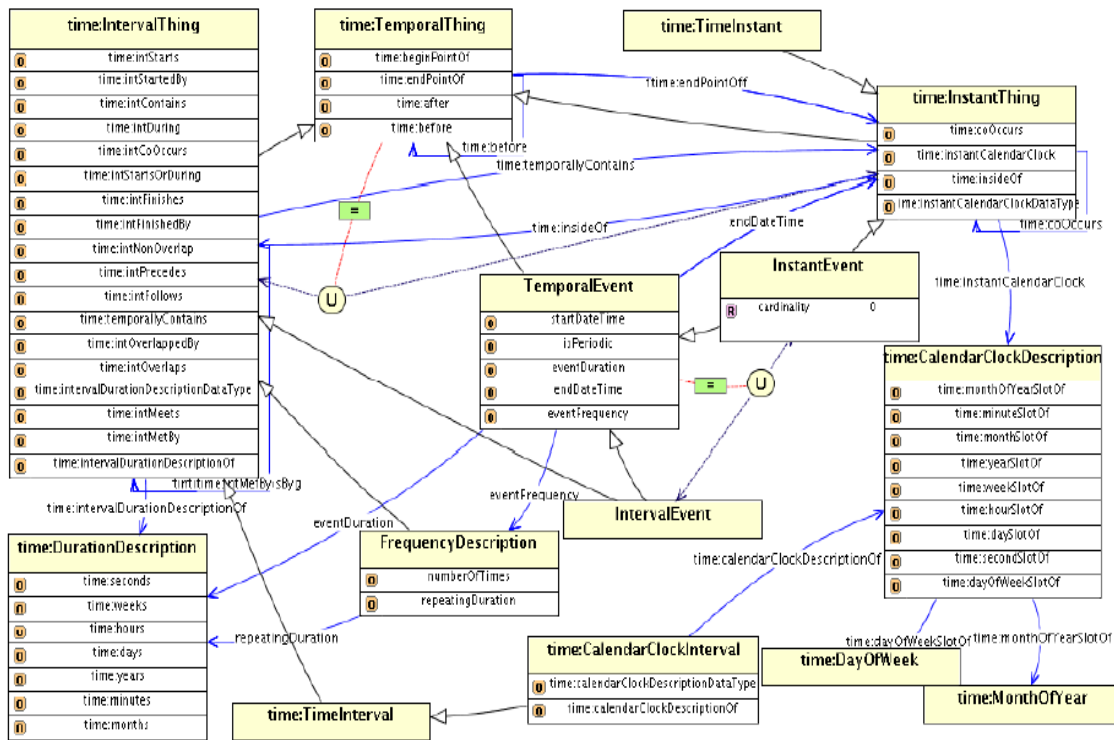 time:IntervalThing
time:intStarts
time:intStartedBy
time:intContains
time:intDuring
time:intCoOccurs
time:intStartsOrDuring
time:intFinishes
time:intFinishedBy
time:intNonOverlap
time:intPrecedes
time:intFollows
time:temporallyContains
time:intOverlappedBy
time:intOverlaps
time:intervalDurationDescriptionDataType
time:intMeets
time:intMetBy
time:intervalDurationDescriptionOf
time:TemporalThing
time:beginPointOf
time:endPointOf
time:after
time:before
time:TimeInstant
time:InstantThing
time:coOccurs
time:instantCalendarClock
time:insideOf
ime:instantCalendarClockDataType
time:before
time:temporallyContains
time:insideOf
endDateTime
time:coOccurs
time:instantCalendarClock
=
U
TemporalEvent
startDateTime
isPeriodic
eventDuration
endDateTime
eventFrequency
InstantEvent
R
cardinality 0
=
U
time:CalendarClockDescription
time:monthOfYearSlotOf
time:minuteSlotOf
time:monthSlotOf
time:yearSlotOf
time:weekSlotOf
time:hourSlotOf
time:daySlotOf
time:secondSlotOf
time:dayOfWeekSlotOf
time:intervalDurationDescriptionOf
eventDuration
eventFrequency
IntervalEvent
time:DurationDescription
time:seconds
time:weeks
time:hours
time:days
time:years
time:minutes
time:months
FrequencyDescription
numberOfTimes
repeatingDuration
repeatingDuration
time:calendarClockDescriptionOf
time:TimeInterval
time:CalendarClockInterval
time:calendarClockDescriptionDataType
time:calendarClockDescriptionOf
time:dayOfWeekSlotOf
time:monthOfYearSlotOf
time:DayOfWeek
time:MonthOfYear